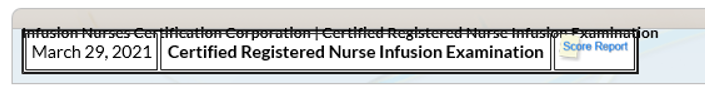 Infusion Nurses Certification Corporation | Certified Registered Nurse Infusion Examination
March 29, 2021 Certified Registered Nurse Infusion Examination Score Report